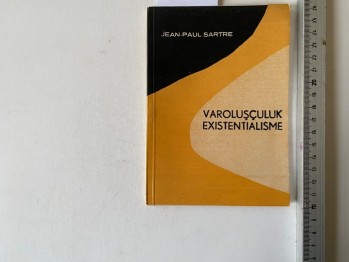 JEAN-PAUL SARTRE
VAROLUŞÇULUK
EXISTENTIALISME